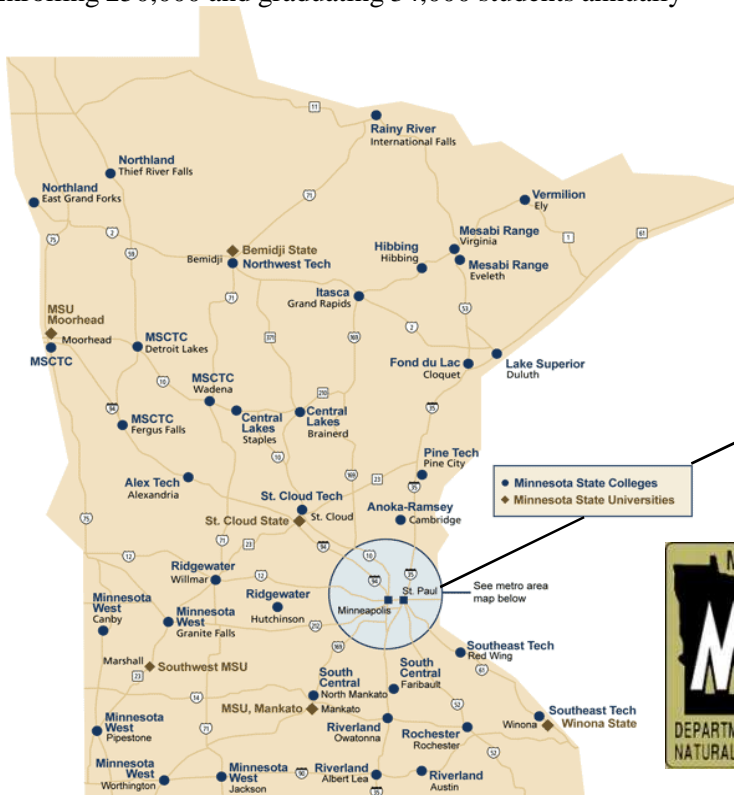 nrolling 250,000 and graduating 34,000 students annually
11
Rainy River
International Falls
Northland
Thief River Falls
Northland
East Grand Forks
71
Vermilion
Ely
75
2
59
Bemidji State
Bemidji
Northwest Tech
Hibbing
Hibbing
Mesabi Range
Virginia
Mesabi Range
Eveleth
1
61
71
Itasca
Grand Rapids
53
MSU
Moorhead
Moorhead
MSCTC
MSCTC
Detroit Lakes
371
169
2
Fond du Lac
Cloquet
Lake Superior
Duluth
10
MSCTC
Wadena
94
MSCTC
Fergus Falls
Central
Lakes
Staples
210
Central
Lakes
Brainerd
35
10
Pine Tech
Pine City
Alex Tech
Alexandria
169
23
35
Minnesota State Colleges
Minnesota State Universities
St. Cloud Tech
St. Cloud State
St. Cloud
Anoka-Ramsey
Cambridge
75
71
23
94
12
10
35
Ridgewater
Willmar
12
94
St. Paul
Minneapolis
See metro area
map below
Minnesota
West
Canby
Minnesota
West
Granite Falls
Ridgewater
Hutchinson
212
169
Marshall
Southwest MSU
23
Southeast Tech
Red Wing
61
South
Central
North Mankato
South
Central
Faribault
14
MSU, Mankato
Mankato
52
Minnesota
West
Pipestone
71
Riverland
Owatonna
Rochester
Rochester
Southeast Tech
Winona
Winona State
52
Minnesota
West
Worthington
Minnesota
West
Jackson
90
Riverland
Albert Lea
35
Riverland
Austin
DEPARTM
NATURAL